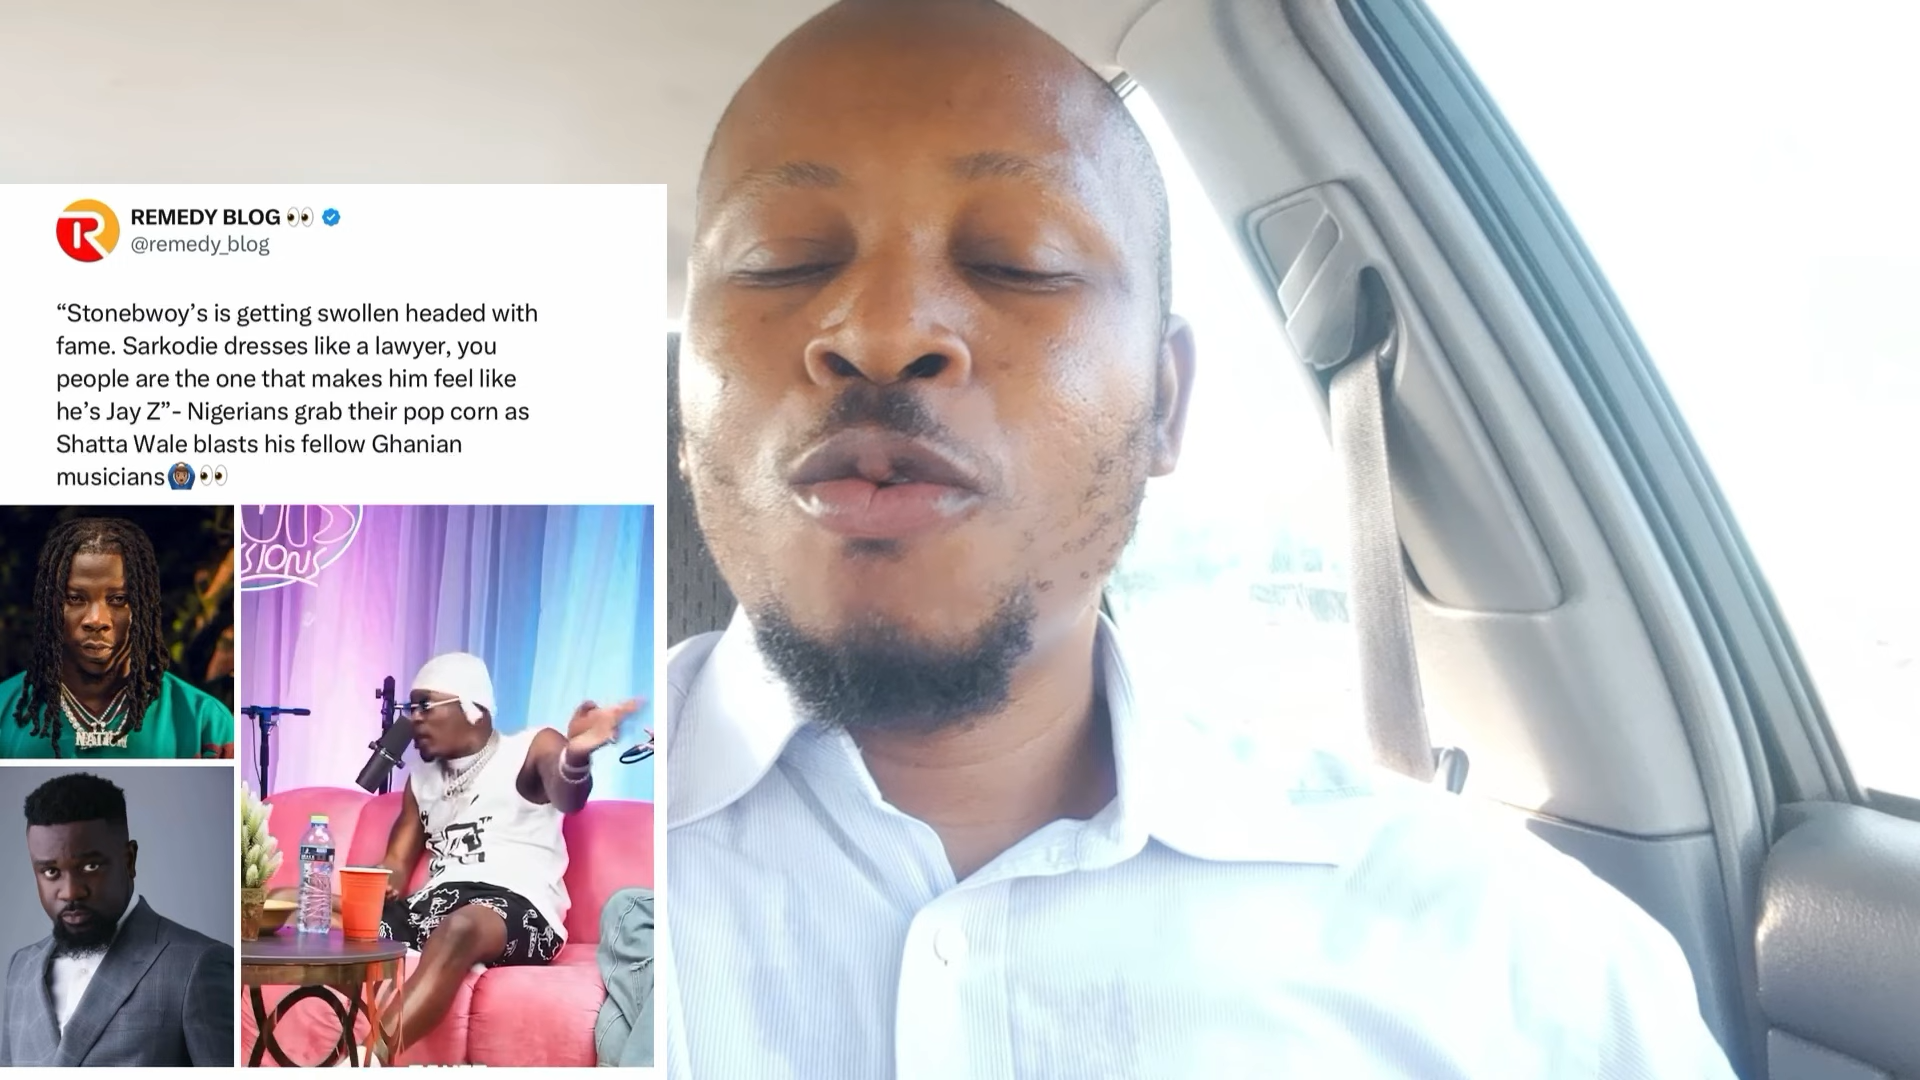 REMEDY BLOG 👀
@remedy_blog
“Stonebwoy’s is getting swollen headed with
fame. Sarkodie dresses like a lawyer, you
people are the one that makes him feel like
he’s Jay Z”- Nigerians grab their pop corn as
Shatta Wale blasts his fellow Ghanian
musicians🙆🏾‍♂️👀
NATION